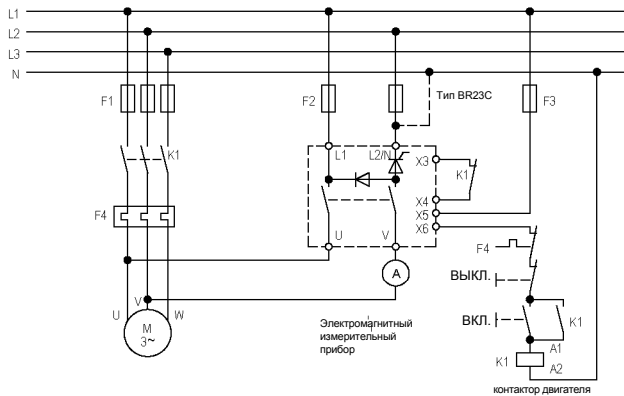 L1
L2
L3
N
F1
F2
Тип BR23C
F3
K1
L1
L2/N
X3
K1
X4
X5
X6
F4
U
V
F4
A
ВЫКЛ.
U
V
W
M
3~
Электромагнитный
измерительный
прибор
ВКЛ.
K1
K1
A1
A2
контактор двигателя